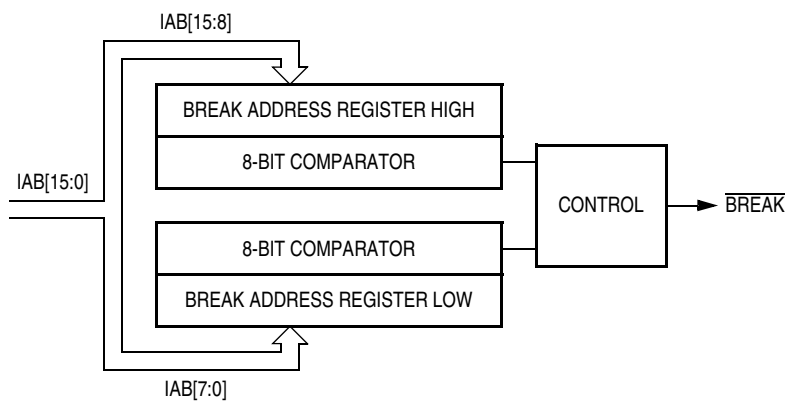 IAB[15:8]
BREAK ADDRESS REGISTER HIGH
8-BIT COMPARATOR
IAB[15:0]
CONTROL
BREAK
8-BIT COMPARATOR
BREAK ADDRESS REGISTER LOW
IAB[7:0]